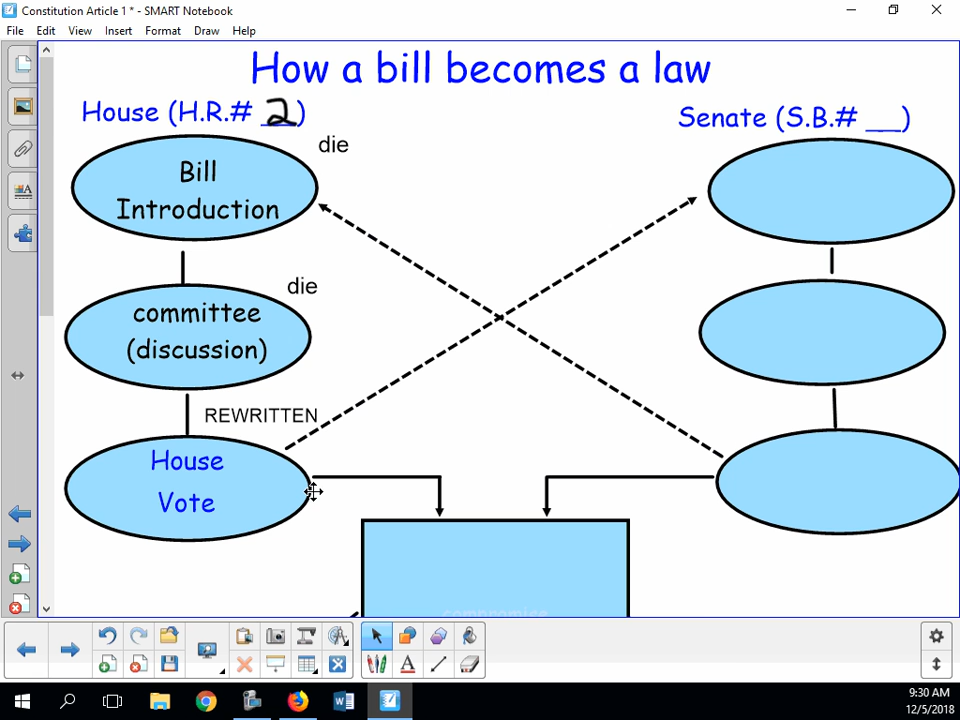 Constitution Article 1 * - SMART Notebook
File Edit View Insert Format Draw Help
How a bill becomes a law
House (H.R.# 2)
Senate (S.B.# __)
die
Bill
Introduction
die
committee
(discussion)
REWRITTEN
House
Vote
compromise
9:30 AM
12/5/2018